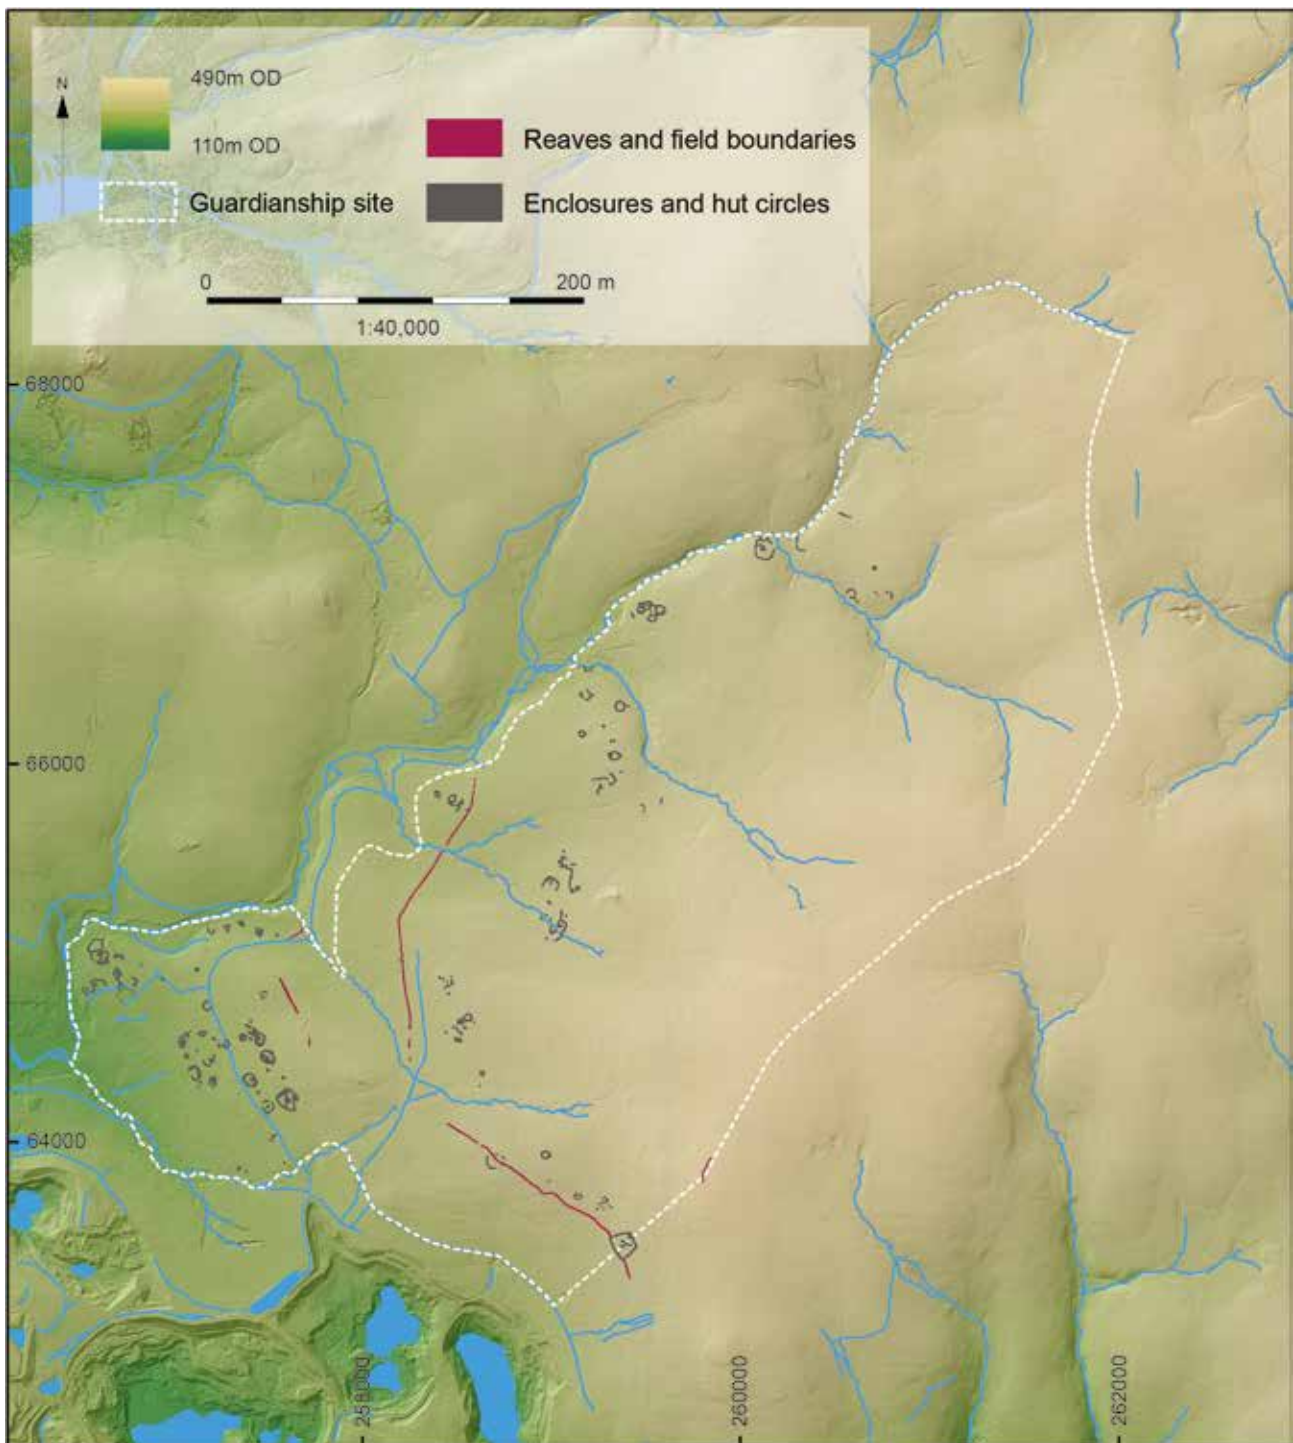 490m OD
N
110m OD
Reaves and field boundaries
Guardianship site
Enclosures and hut circles
0 200 m
1:40,000
68000
66000
64000
258000
260000
262000